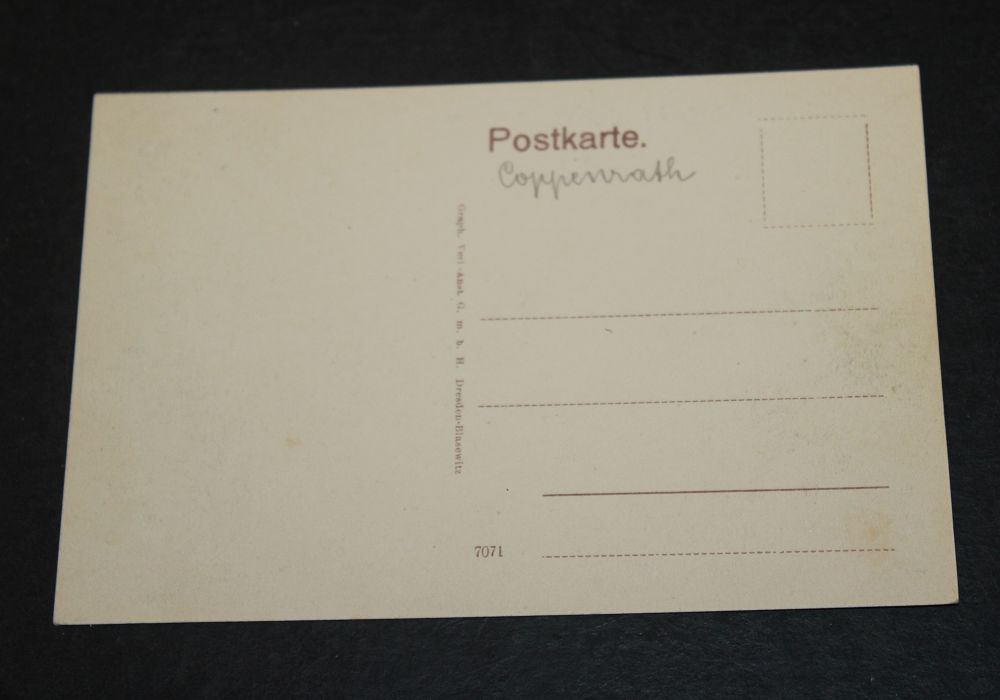 Postkarte.
Coppenrath
Graph. Verl.-Anst. G. m. b. H. Dresden-Blasewitz
7071